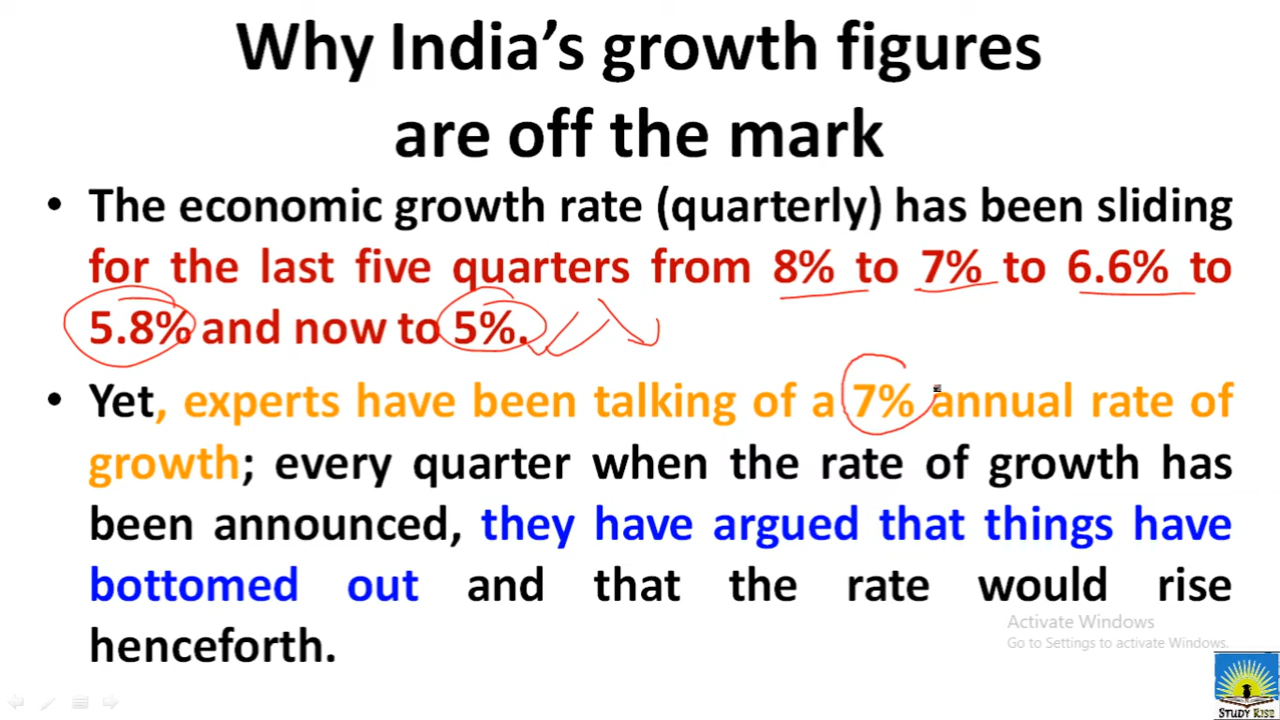 Why India's growth figures
are off the mark
• The economic growth rate (quarterly) has been sliding
for the last five quarters from 8% to 7% to 6.6% to
5.8% and now to 5%.
• Yet, experts have been talking of a 7% annual rate of
growth; every quarter when the rate of growth has
been announced, they have argued that things have
bottomed out and that the rate would rise
henceforth.
Activate Windows
Go to Settings to activate Windows.
STUDY RISE